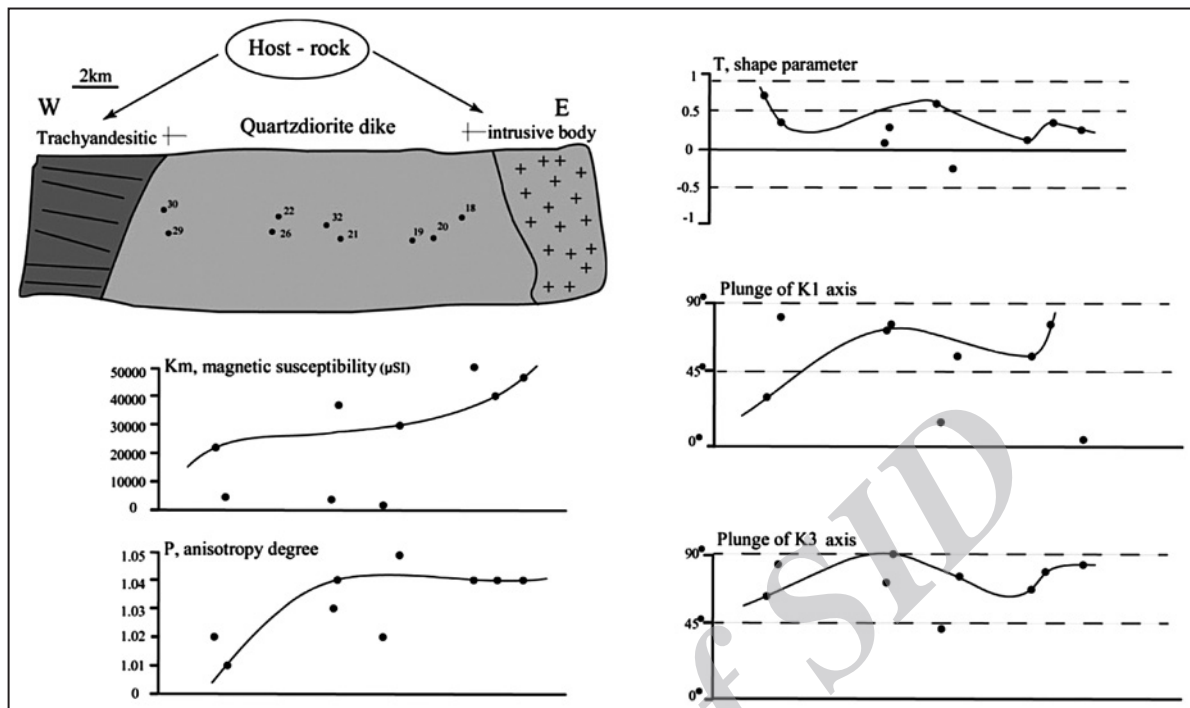 Host - rock
2km
W
E
Trachyandesitic
Quartzdiorite dike
intrusive body
30
29
22
26
32
21
19
20
18
Km, magnetic susceptibility (µSI)
50000
40000
30000
20000
10000
0
P, anisotropy degree
1.05
1.04
1.03
1.02
1.01
0
T, shape parameter
1
0.5
0
-0.5
-1
Plunge of K1 axis
90°
45°
0°
Plunge of K3 axis
90°
45°
0°
of SID